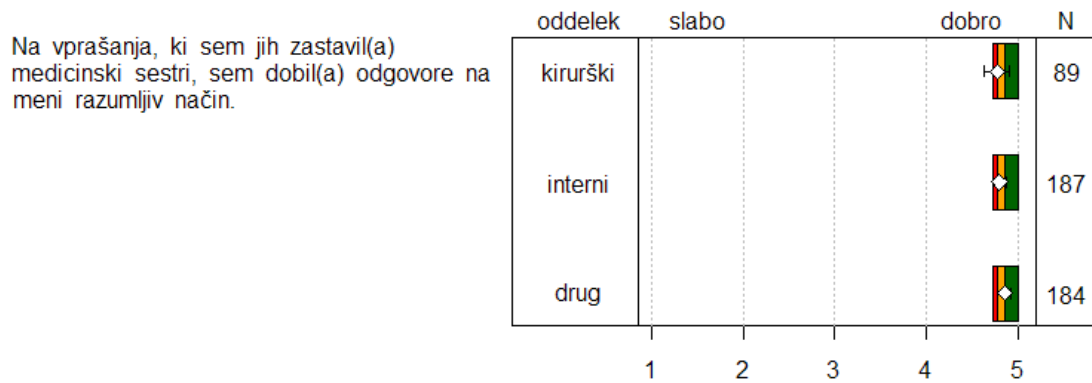 oddelek slabo dobro N
Na vprašanja, ki sem jih zastavil(a)
medicinski sestri, sem dobil(a) odgovore na
meni razumljiv način.
kirurški 89
interni 187
drug 184
1 2 3 4 5